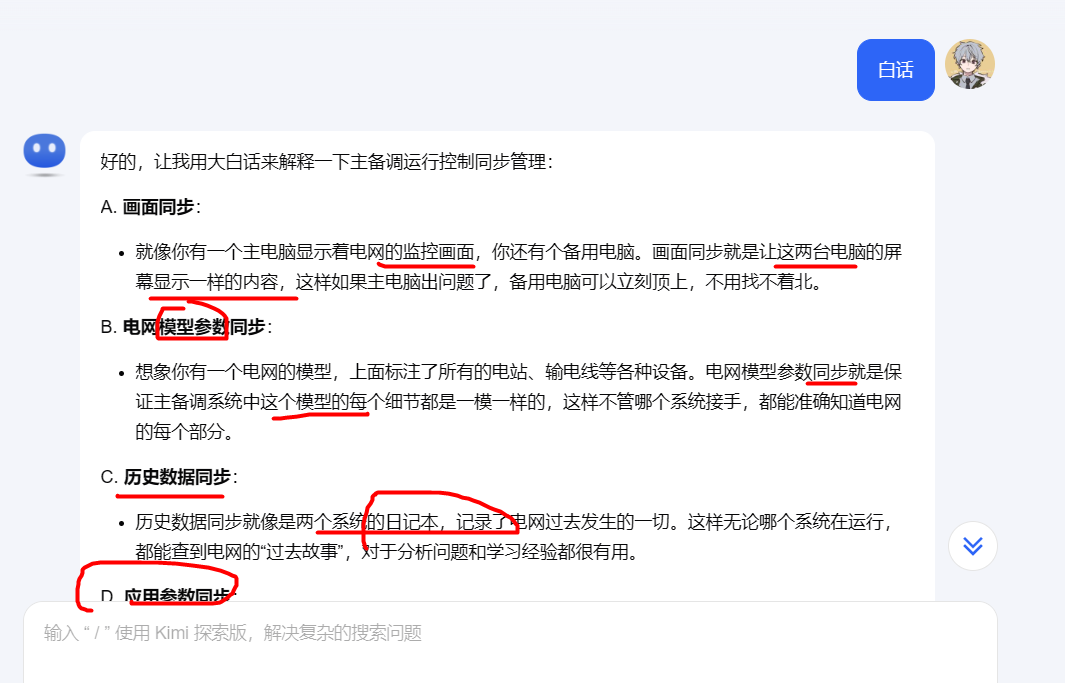 白话
好的，让我用大白话来解释一下主备调运行控制同步管理：
A. 画面同步：
• 就像你有一个主电脑显示着电网的监控画面，你还有个备用电脑。画面同步就是让这两台电脑的屏
幕显示一样的内容，这样如果主电脑出问题了，备用电脑可以立刻顶上，不用找不着北。
B. 电网模型参数同步：
• 想象你有一个电网的模型，上面标注了所有的电站、输电线等各种设备。电网模型参数同步就是保
证主备调系统中这个模型的每个细节都是一模一样的，这样不管哪个系统接手，都能准确知道电网
的每个部分。
C. 历史数据同步：
• 历史数据同步就像是两个系统的日记本，记录了电网过去发生的一切。这样无论哪个系统在运行，
都能查到电网的“过去故事”，对于分析问题和学习经验都很有用。
D. 应用参数同步：
输入 “ / ” 使用 Kimi 探索版，解决复杂的搜索问题